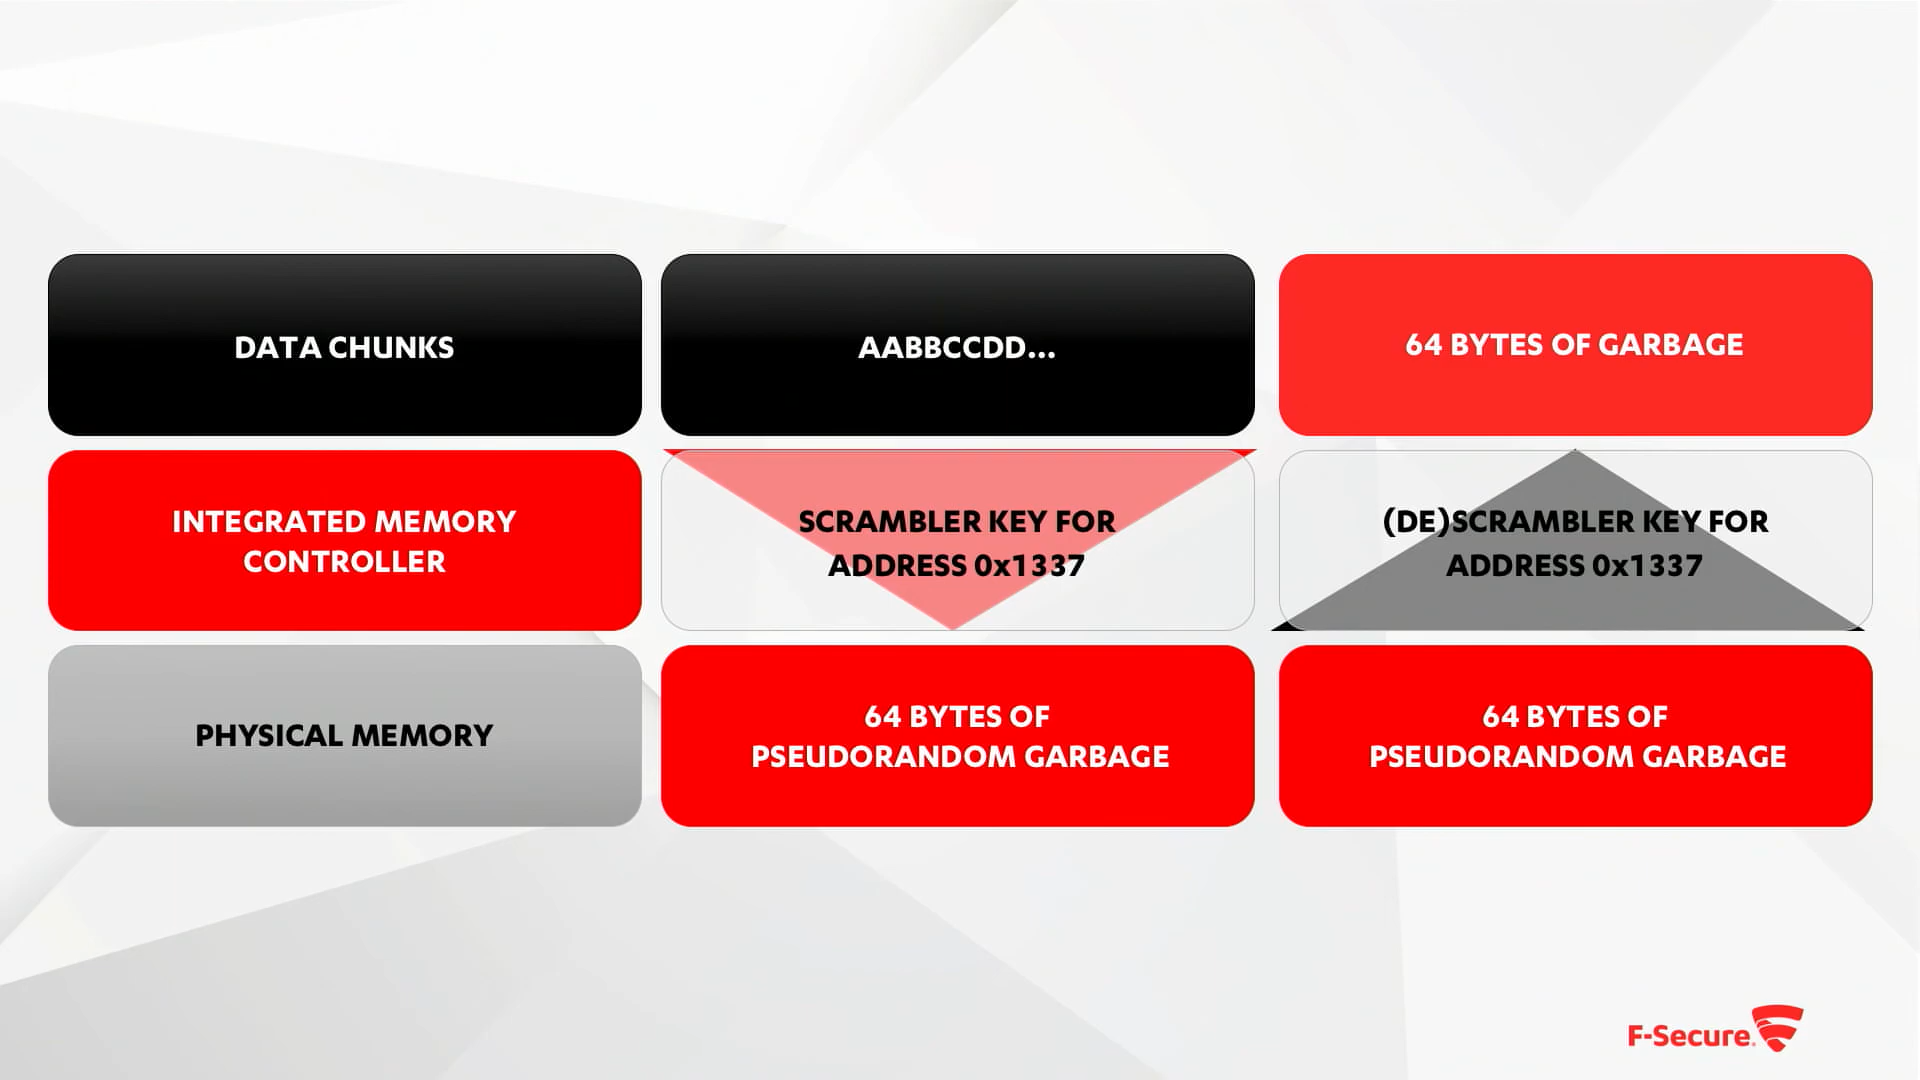 DATA CHUNKS
AABBCCDD...
64 BYTES OF GARBAGE
INTEGRATED MEMORY
CONTROLLER
SCRAMBLER KEY FOR
ADDRESS 0x1337
(DE)SCRAMBLER KEY FOR
ADDRESS 0x1337
PHYSICAL MEMORY
64 BYTES OF
PSEUDORANDOM GARBAGE
64 BYTES OF
PSEUDORANDOM GARBAGE
F-Secure.